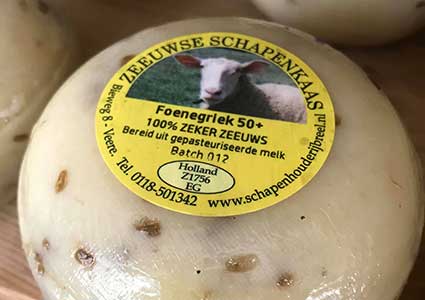 ZEEUWSE SCHAPENKAAS
Foenegriek 50+
100% ZEKER ZEEUWS
Bereid uit gepasteuriseerde melk
Batch 012
Holland
Z1756
EG
Bieweg 8 - Veere. Tel. 0118-501342
www.schapenhouderijbreel.nl